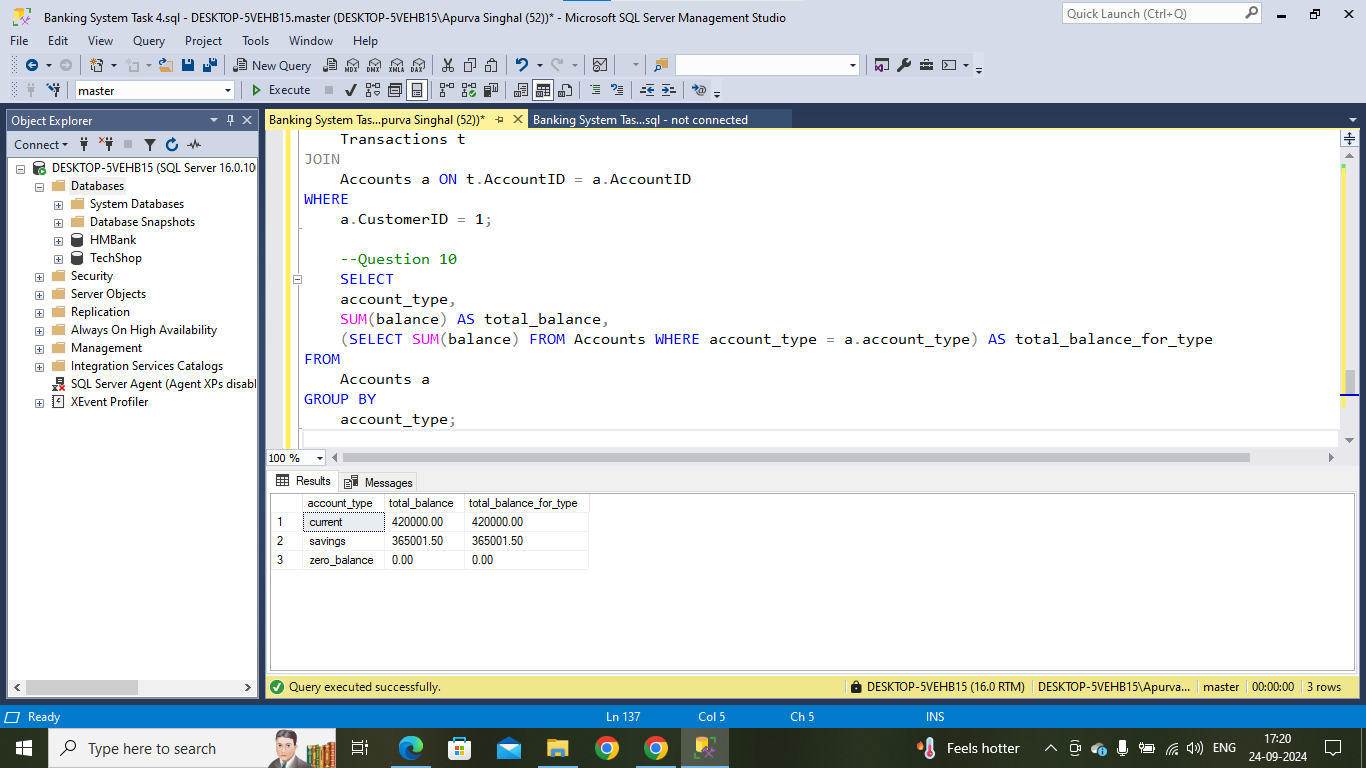 Banking System Task 4.sql - DESKTOP-5VEHB15.master (DESKTOP-5VEHB15\Apurva Singhal (52))* - Microsoft SQL Server Management Studio
Quick Launch (Ctrl+Q)
File Edit View Query Project Tools Window Help
New Query MDX DMX XMLA DAX
master Execute
Object Explorer
Banking System Tas...purva Singhal (52))* Banking System Tas...sql - not connected
Connect
DESKTOP-5VEHB15 (SQL Server 16.0.10
Databases
System Databases
Database Snapshots
HMBank
TechShop
Security
Server Objects
Replication
Always On High Availability
Management
Integration Services Catalogs
SQL Server Agent (Agent XPs disabl
XEvent Profiler
Transactions t
JOIN
Accounts a ON t.AccountID = a.AccountID
WHERE
a.CustomerID = 1;
--Question 10
SELECT
account_type,
SUM(balance) AS total_balance,
(SELECT SUM(balance) FROM Accounts WHERE account_type = a.account_type) AS total_balance_for_type
FROM
Accounts a
GROUP BY
account_type;
100 %
Results Messages
account_type total_balance total_balance_for_type
1 current 420000.00 420000.00
2 savings 365001.50 365001.50
3 zero_balance 0.00 0.00
Query executed successfully. DESKTOP-5VEHB15 (16.0 RTM) DESKTOP-5VEHB15\Apurva... master 00:00:00 3 rows
Ready Ln 137 Col 5 Ch 5 INS
Type here to search Feels hotter ENG 17:20
24-09-2024